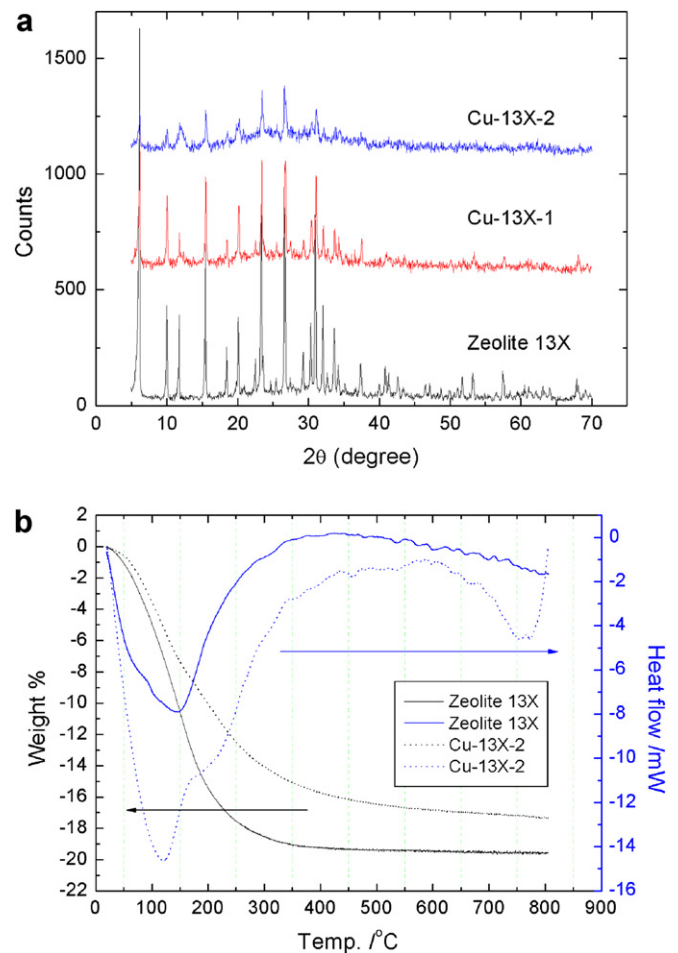 a
1500
1000
500
0
Counts
Cu-13X-2
Cu-13X-1
Zeolite 13X
0 10 20 30 40 50 60 70
2θ (degree)
b
2
0
-2
-4
-6
-8
-10
-12
-14
-16
-18
-20
-22
Weight %
0
-2
-4
-6
-8
-10
-12
-14
-16
Heat flow /mW
Zeolite 13X
Zeolite 13X
Cu-13X-2
Cu-13X-2
0 100 200 300 400 500 600 700 800 900
Temp. /°C